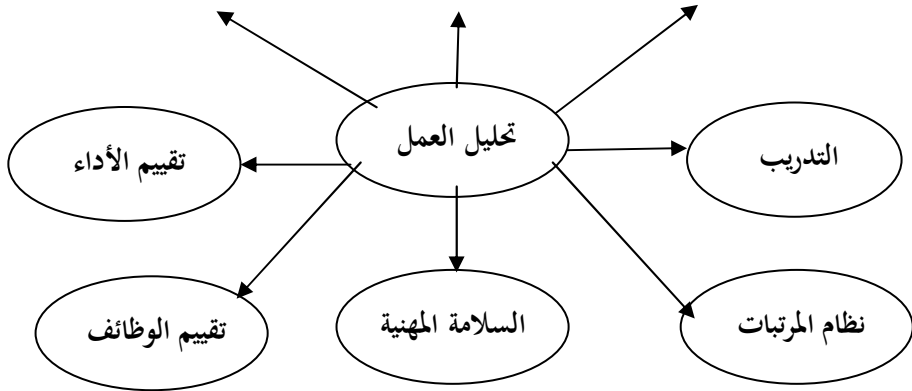 تحليل العمل
التدريب
تقييم الأداء
نظام المرتبات
السلامة المهنية
تقييم الوظائف